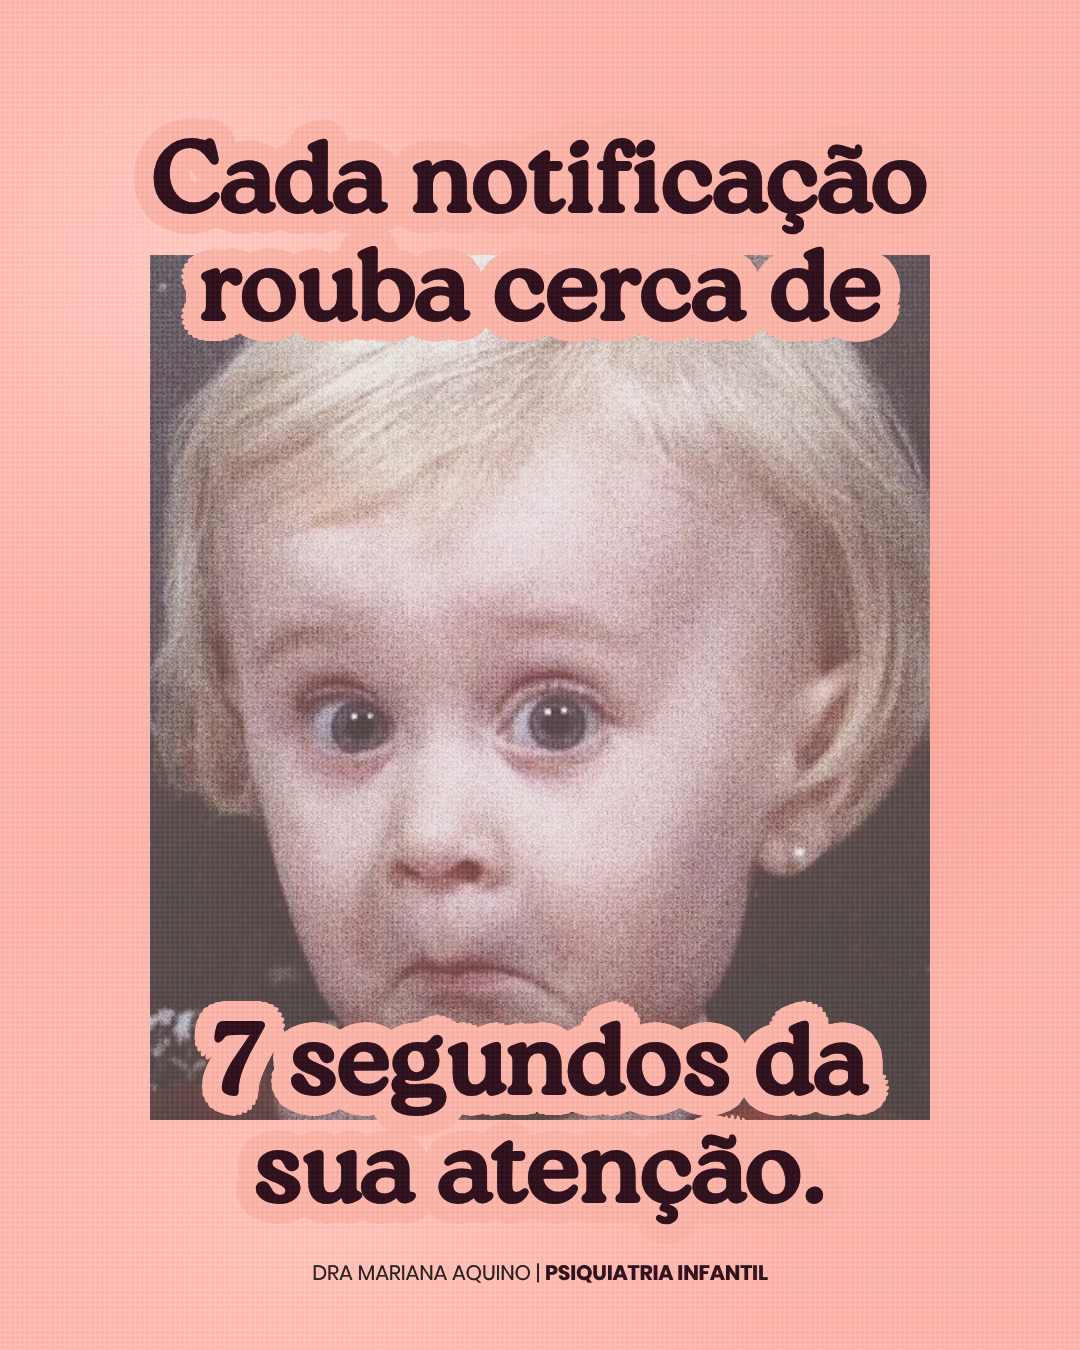 Cada notificação
rouba cerca de
7 segundos da
sua atenção.
DRA MARIANA AQUINO | PSIQUIATRIA INFANTIL